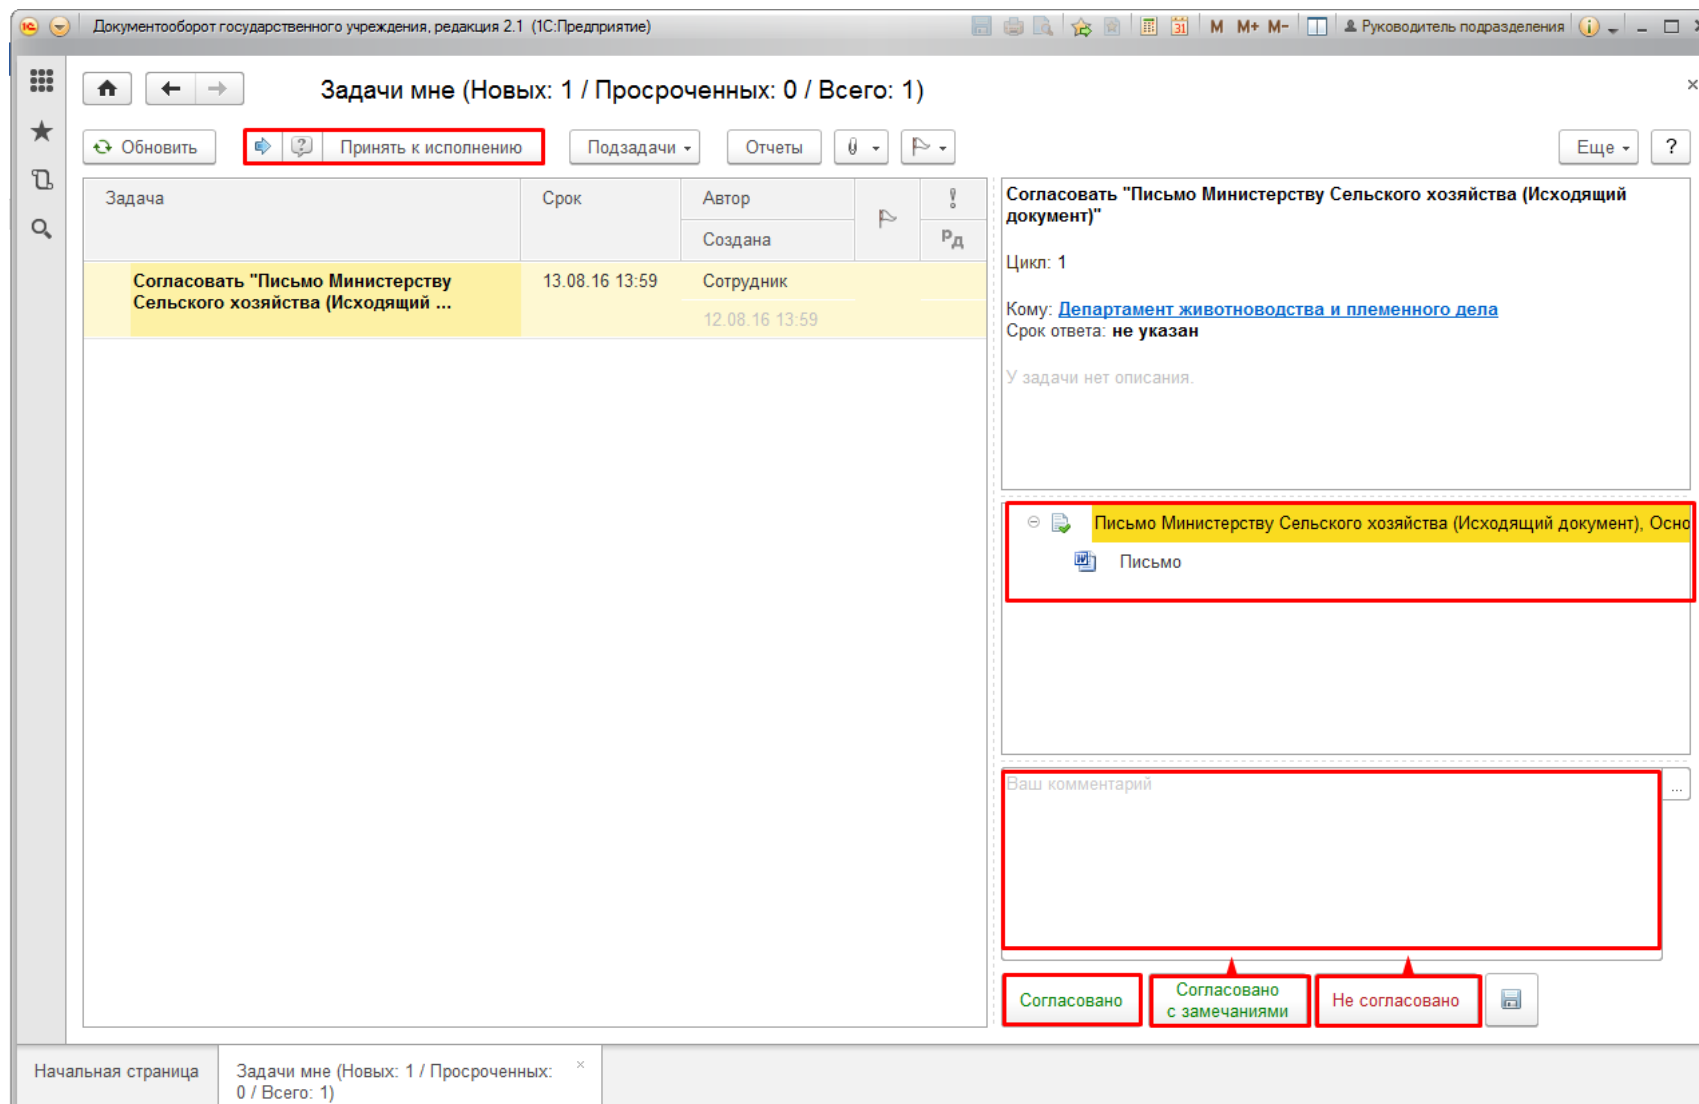 Документооборот государственного учреждения, редакция 2.1 (1С:Предприятие)
31 M M+ M- Руководитель подразделения
Задачи мне (Новых: 1 / Просроченных: 0 / Всего: 1)
Обновить Принять к исполнению Подзадачи Отчеты Еще ?
Задача Срок Автор
Создана
Рд
Согласовать "Письмо Министерству
Сельского хозяйства (Исходящий ...
13.08.16 13:59 Сотрудник
12.08.16 13:59
Согласовать "Письмо Министерству Сельского хозяйства (Исходящий
документ)"
Цикл: 1
Кому: Департамент животноводства и племенного дела
Срок ответа: не указан
У задачи нет описания.
Письмо Министерству Сельского хозяйства (Исходящий документ), Осно
Письмо
Ваш комментарий
...
Согласовано
Согласовано
с замечаниями
Не согласовано
Начальная страница
Задачи мне (Новых: 1 / Просроченных:
0 / Всего: 1)